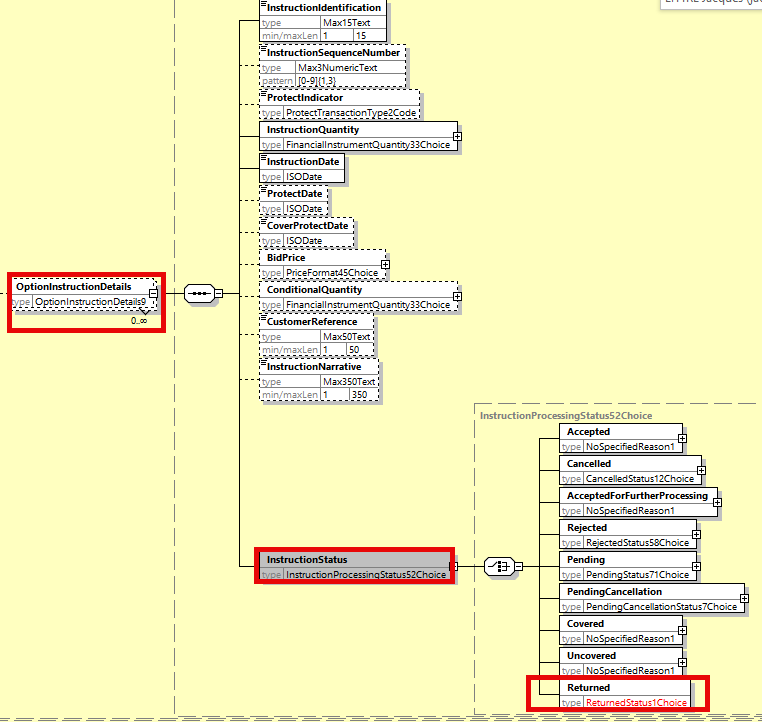 InstructionIdentification
type Max15Text
min/maxLen 1 15
InstructionSequenceNumber
type Max3NumericText
pattern [0-9]{1,3}
ProtectIndicator
type ProtectTransactionType2Code
InstructionQuantity
type FinancialInstrumentQuantity33Choice
InstructionDate
type ISODate
ProtectDate
type ISODate
CoverProtectDate
type ISODate
BidPrice
type PriceFormat45Choice
OptionInstructionDetails
type OptionInstructionDetails9
0..∞
ConditionalQuantity
type FinancialInstrumentQuantity33Choice
CustomerReference
type Max50Text
min/maxLen 1 50
InstructionNarrative
type Max350Text
min/maxLen 1 350
InstructionStatus
type InstructionProcessingStatus52Choice
InstructionProcessingStatus52Choice
Accepted
type NoSpecifiedReason1
Cancelled
type CancelledStatus12Choice
AcceptedForFurtherProcessing
type NoSpecifiedReason1
Rejected
type RejectedStatus58Choice
Pending
type PendingStatus71Choice
PendingCancellation
type PendingCancellationStatus7Choice
Covered
type NoSpecifiedReason1
Uncovered
type NoSpecifiedReason1
Returned
type ReturnedStatus1Choice